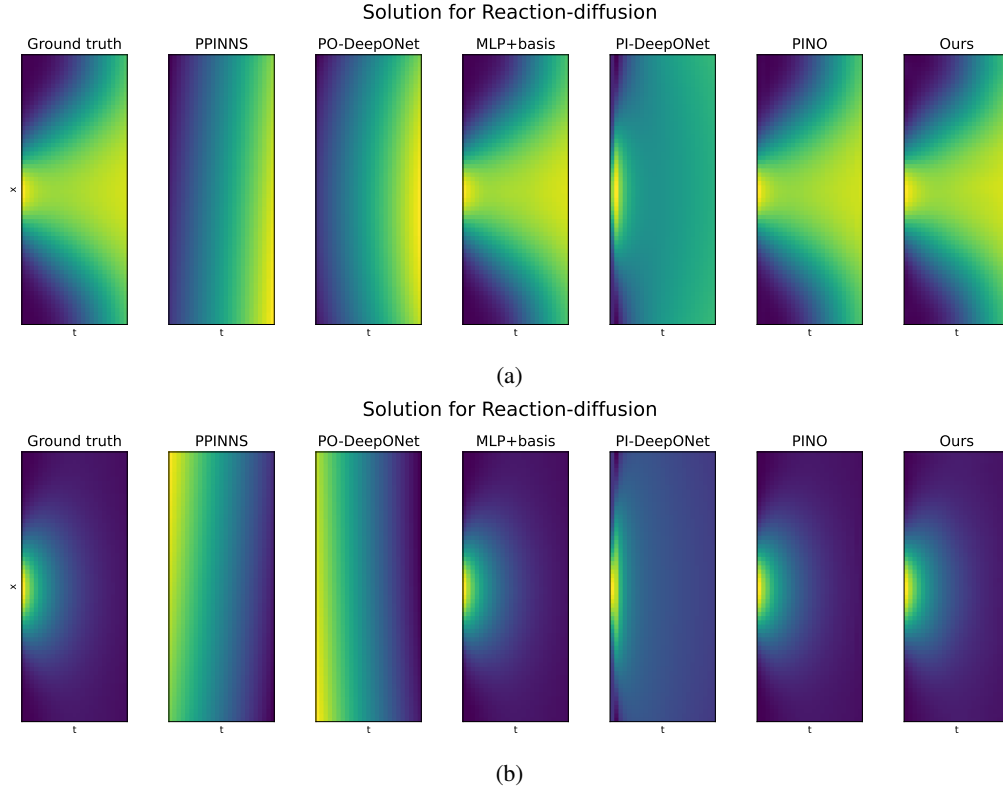 Solution for Reaction-diffusion
Ground truth PPINNS PO-DeepONet MLP+basis PI-DeepONet PINO Ours
x
t t t t t t
(a)
Solution for Reaction-diffusion
Ground truth PPINNS PO-DeepONet MLP+basis PI-DeepONet PINO Ours
x
t t t t t t
(b)